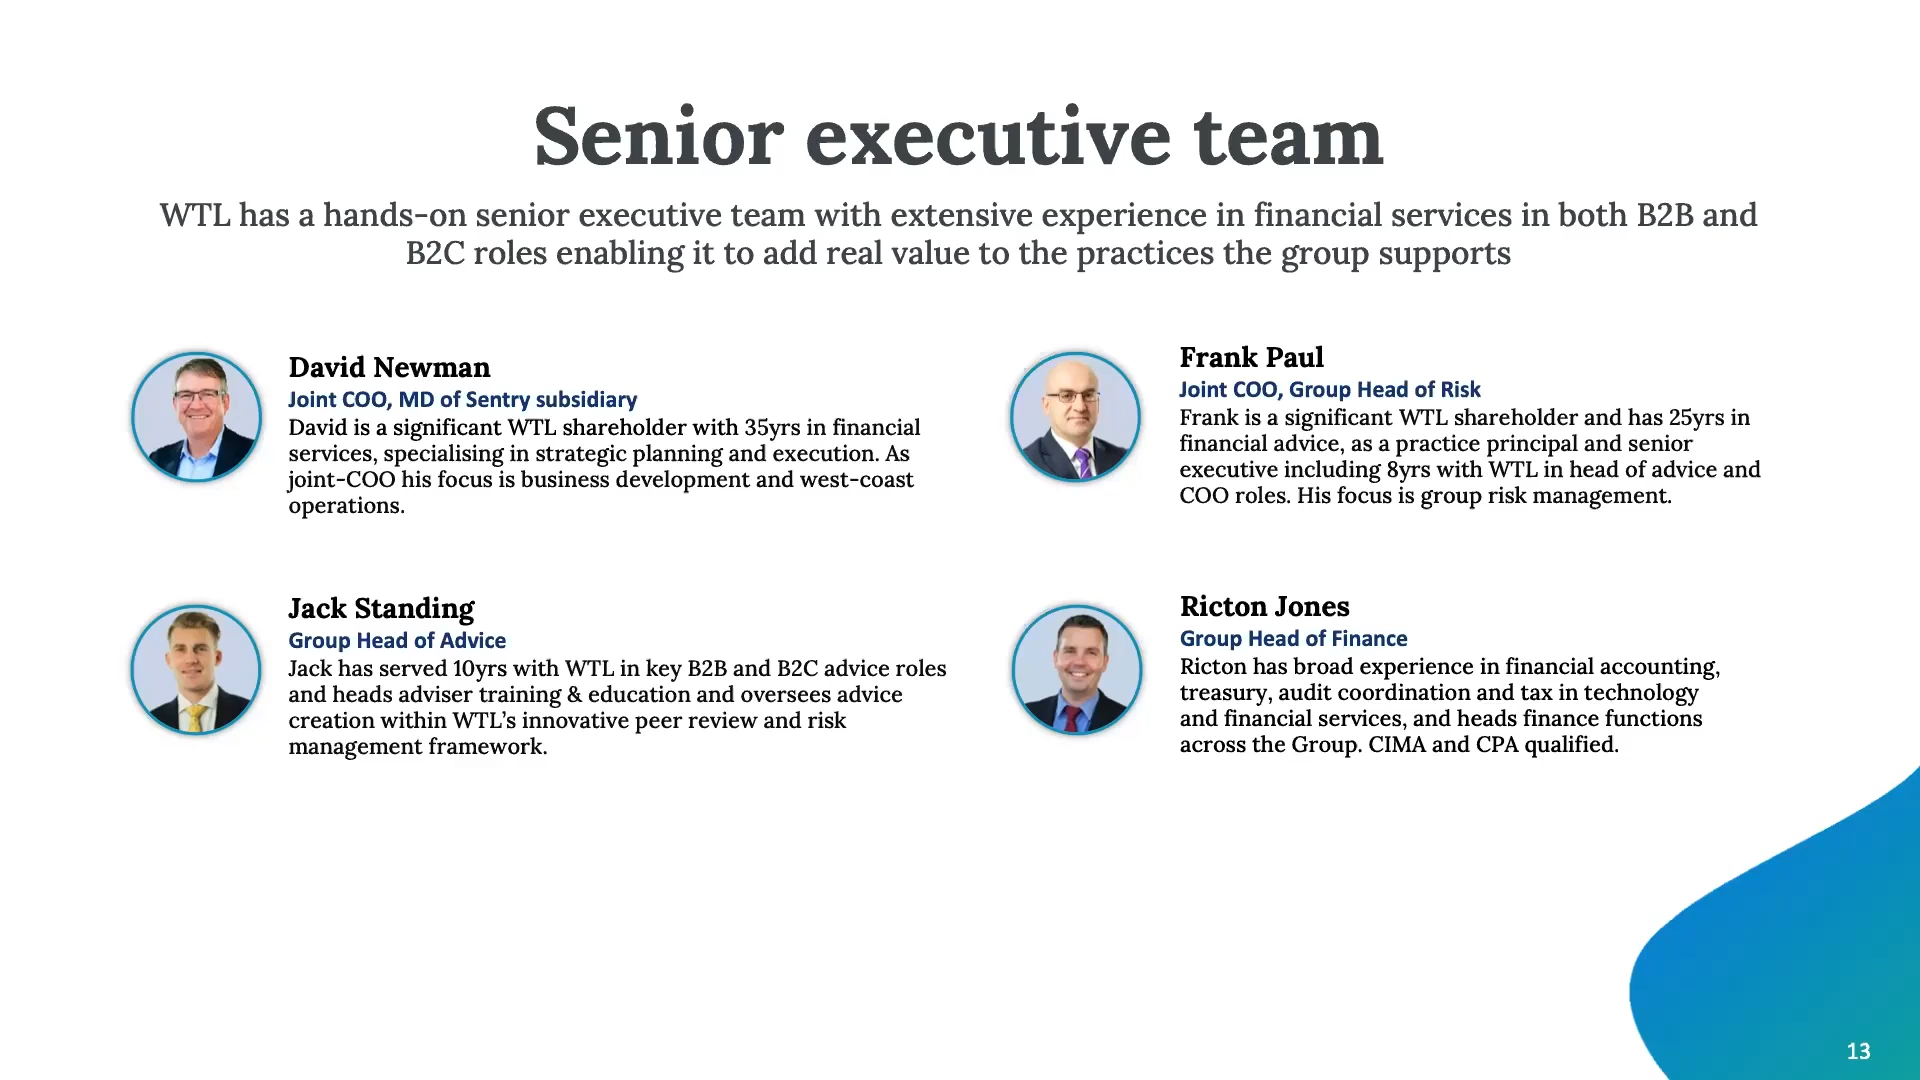 Senior executive team
WTL has a hands-on senior executive team with extensive experience in financial services in both B2B and
B2C roles enabling it to add real value to the practices the group supports
David Newman
Joint COO, MD of Sentry subsidiary
David is a significant WTL shareholder with 35yrs in financial
services, specialising in strategic planning and execution. As
joint-COO his focus is business development and west-coast
operations.
Frank Paul
Joint COO, Group Head of Risk
Frank is a significant WTL shareholder and has 25yrs in
financial advice, as a practice principal and senior
executive including 8yrs with WTL in head of advice and
COO roles. His focus is group risk management.
Jack Standing
Group Head of Advice
Jack has served 10yrs with WTL in key B2B and B2C advice roles
and heads adviser training & education and oversees advice
creation within WTL’s innovative peer review and risk
management framework.
Ricton Jones
Group Head of Finance
Ricton has broad experience in financial accounting,
treasury, audit coordination and tax in technology
and financial services, and heads finance functions
across the Group. CIMA and CPA qualified.
13